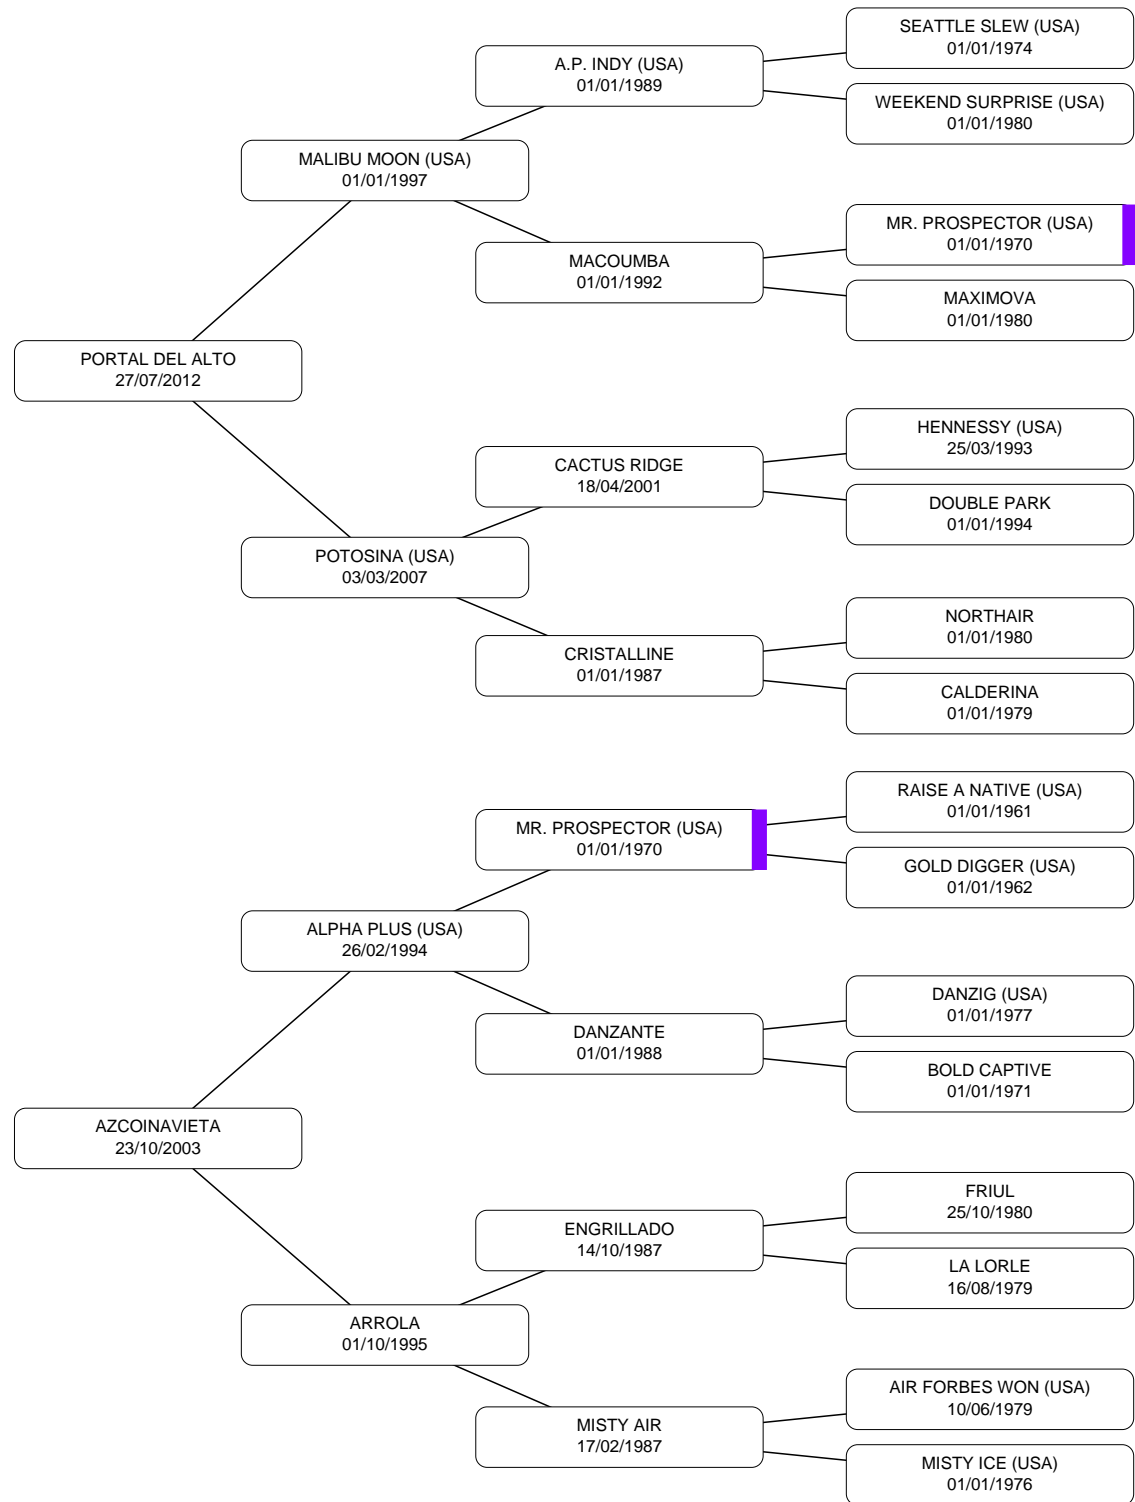 SEATTLE SLEW (USA)
01/01/1974
A.P. INDY (USA)
01/01/1989
WEEKEND SURPRISE (USA)
01/01/1980
MALIBU MOON (USA)
01/01/1997
MR. PROSPECTOR (USA)
01/01/1970
MACOUMBA
01/01/1992
MAXIMOVA
01/01/1980
PORTAL DEL ALTO
27/07/2012
HENNESSY (USA)
25/03/1993
CACTUS RIDGE
18/04/2001
DOUBLE PARK
01/01/1994
POTOSINA (USA)
03/03/2007
NORTHAIR
01/01/1980
CRISTALLINE
01/01/1987
CALDERINA
01/01/1979
RAISE A NATIVE (USA)
01/01/1961
MR. PROSPECTOR (USA)
01/01/1970
GOLD DIGGER (USA)
01/01/1962
ALPHA PLUS (USA)
26/02/1994
DANZIG (USA)
01/01/1977
DANZANTE
01/01/1988
BOLD CAPTIVE
01/01/1971
AZCOINAVIETA
23/10/2003
FRIUL
25/10/1980
ENGRILLADO
14/10/1987
LA LORLE
16/08/1979
ARROLA
01/10/1995
AIR FORBES WON (USA)
10/06/1979
MISTY AIR
17/02/1987
MISTY ICE (USA)
01/01/1976